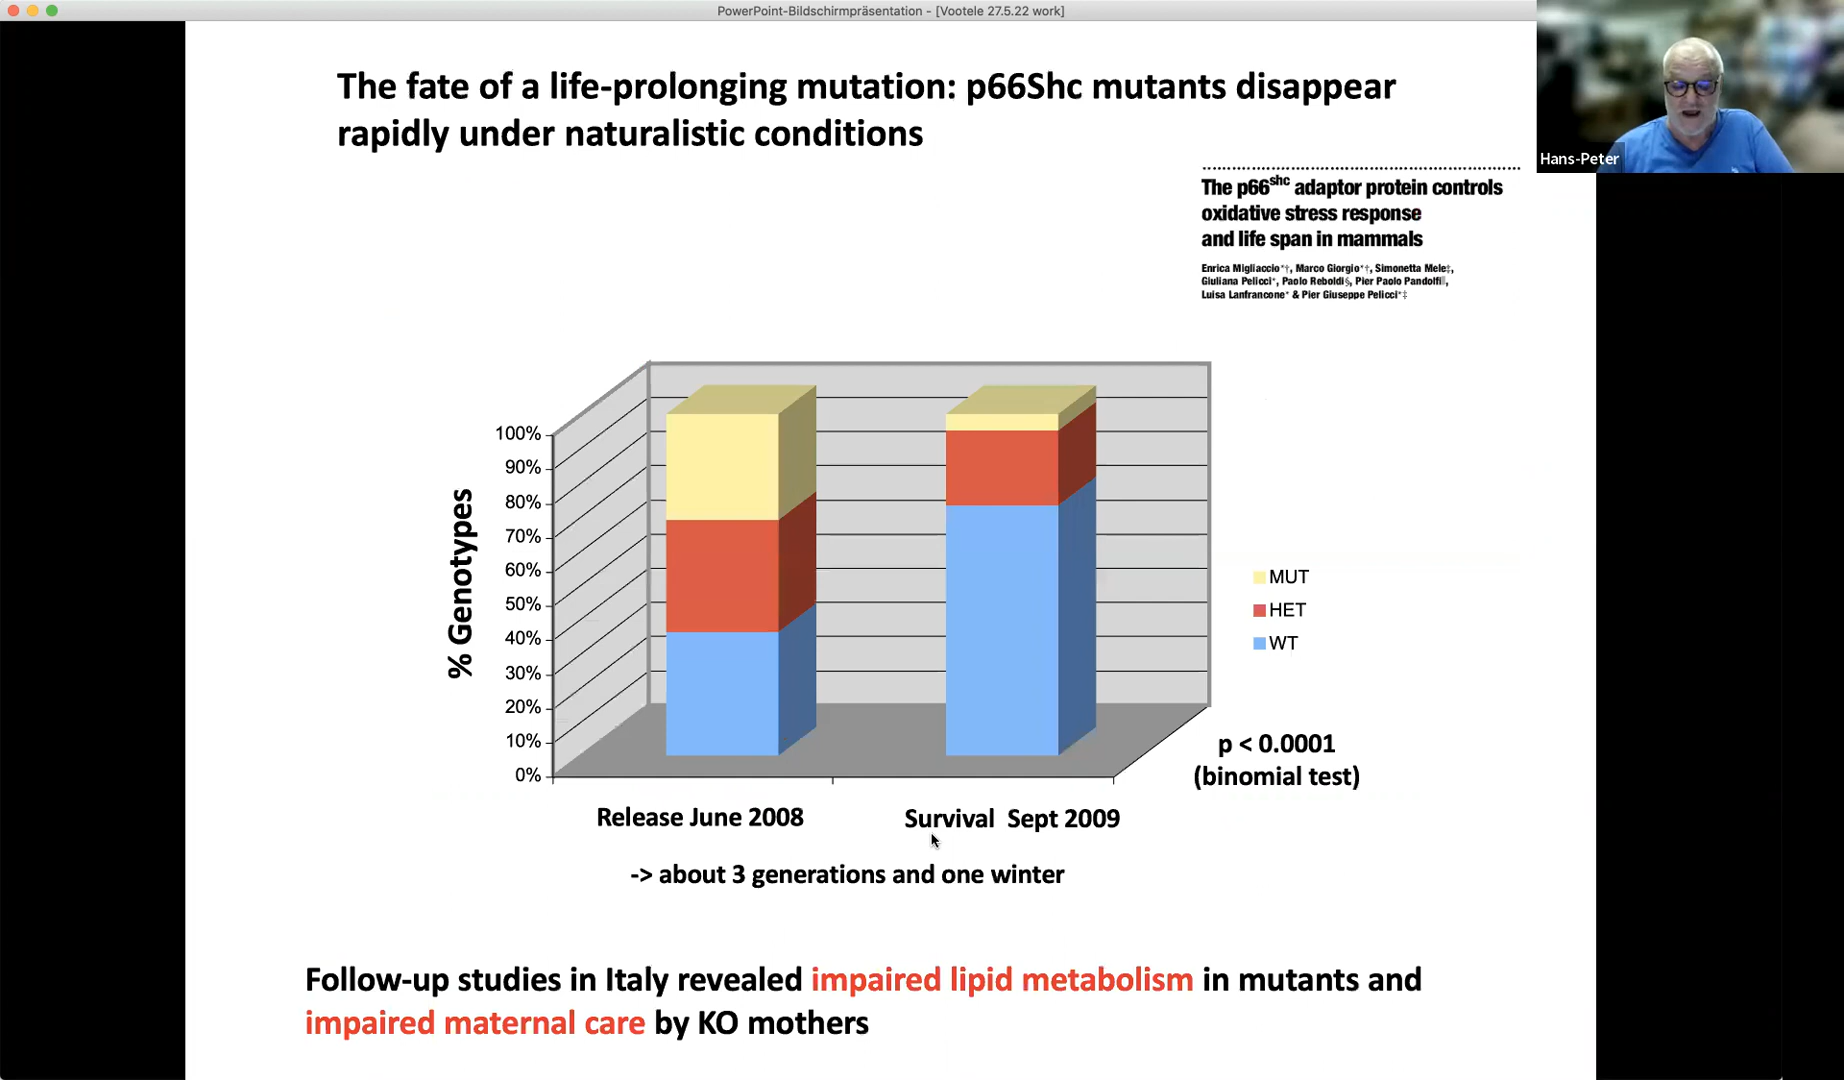 PowerPoint-Bildschirmpräsentation - [Vootele 27.5.22 work]
The fate of a life-prolonging mutation: p66Shc mutants disappear
rapidly under naturalistic conditions
Hans-Peter
The p66shc adaptor protein controls
oxidative stress response
and life span in mammals
Enrica Migliaccio*†, Marco Giorgio*†, Simonetta Mele‡,
Giuliana Pelicci*, Paolo Reboldi§, Pier Paolo Pandolfi||,
Luisa Lanfrancone* & Pier Giuseppe Pelicci*‡
% Genotypes
100%
90%
80%
70%
60%
50%
40%
30%
20%
10%
0%
MUT
HET
WT
p < 0.0001
(binomial test)
Release June 2008
Survival Sept 2009
-> about 3 generations and one winter
Follow-up studies in Italy revealed impaired lipid metabolism in mutants and
impaired maternal care by KO mothers